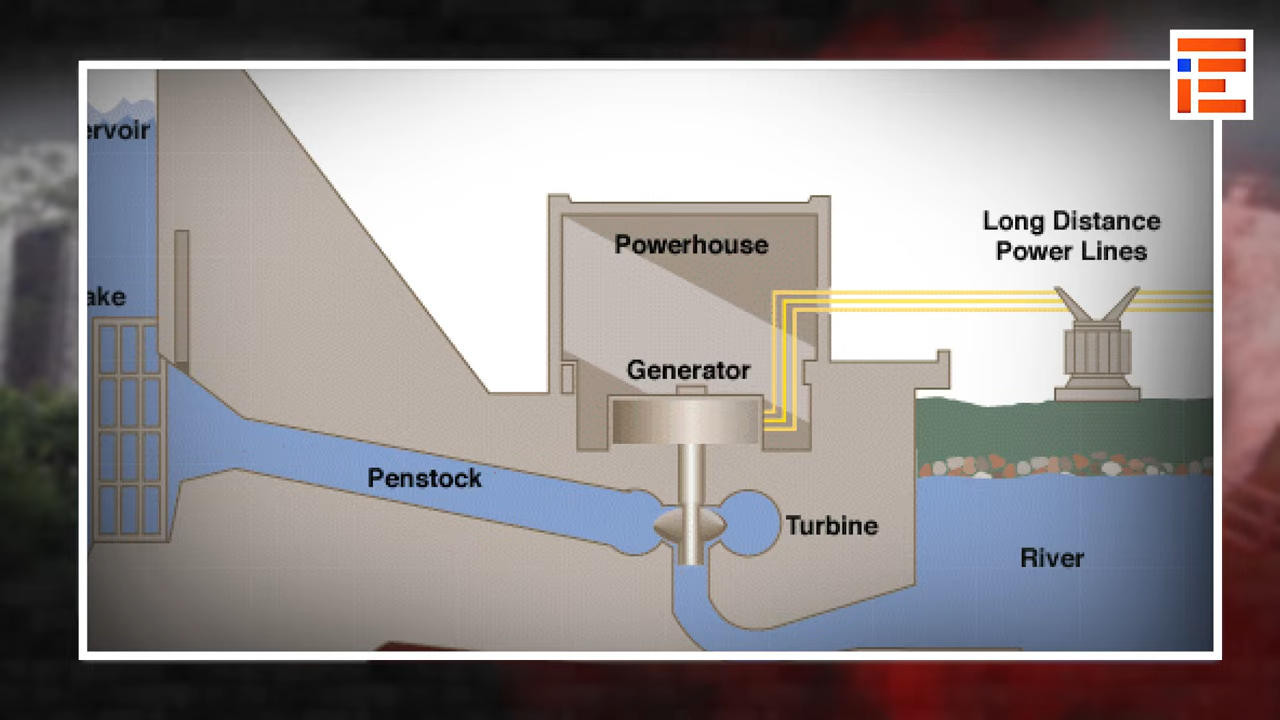 ervoir
Long Distance
Power Lines
Powerhouse
ake
Generator
Penstock
Turbine
River